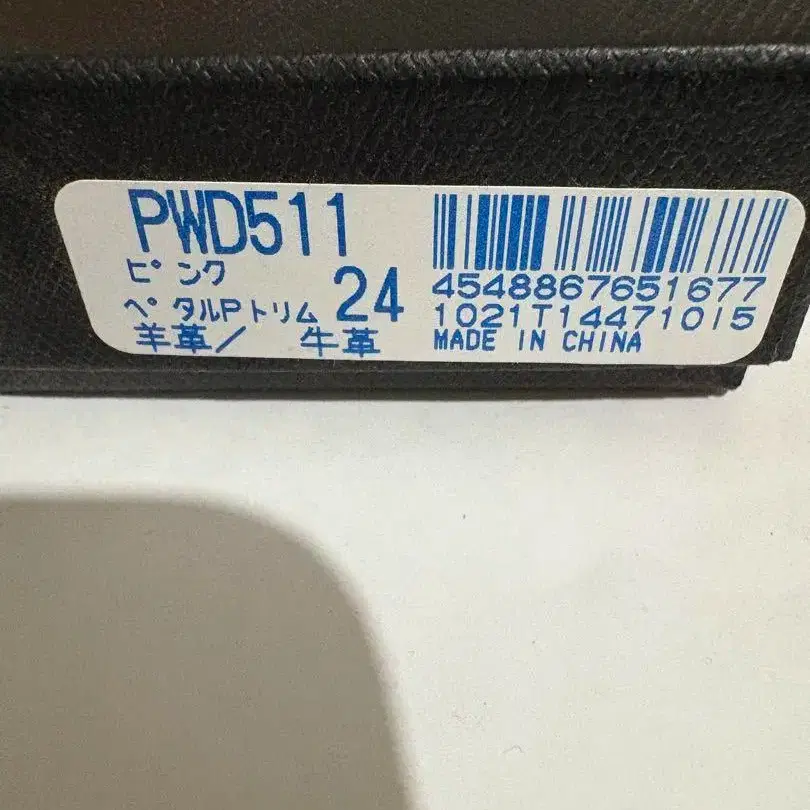 PWD511
ピンク
ペタルPトリム 24
羊革/ 牛革
4548867651677
1021T14471015
MADE IN CHINA